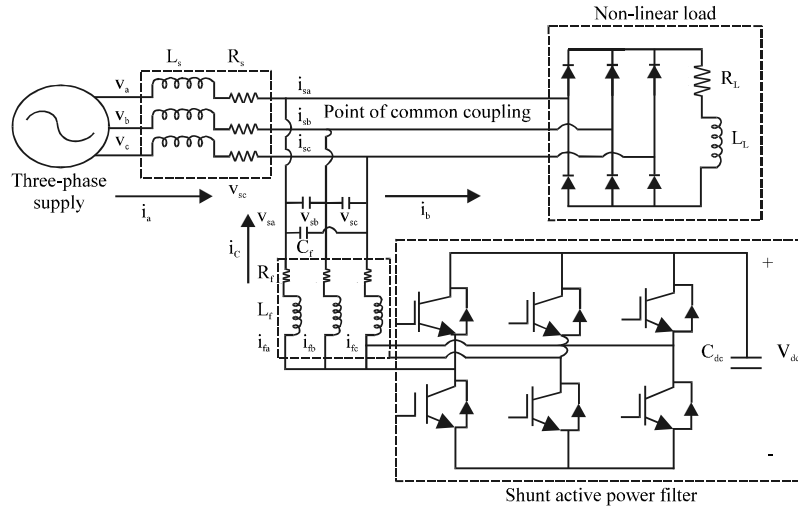 Non-linear load
L_s
R_s
v_a
i_sa
R_L
v_b
i_sb
Point of common coupling
v_c
i_sc
L_L
Three-phase
supply
v_sc
i_a
v_sa
v_sb
v_sc
i_b
i_C
C_f
R_f
+
L_f
i_fa
i_fb
i_fc
C_dc
V_dc
-
Shunt active power filter